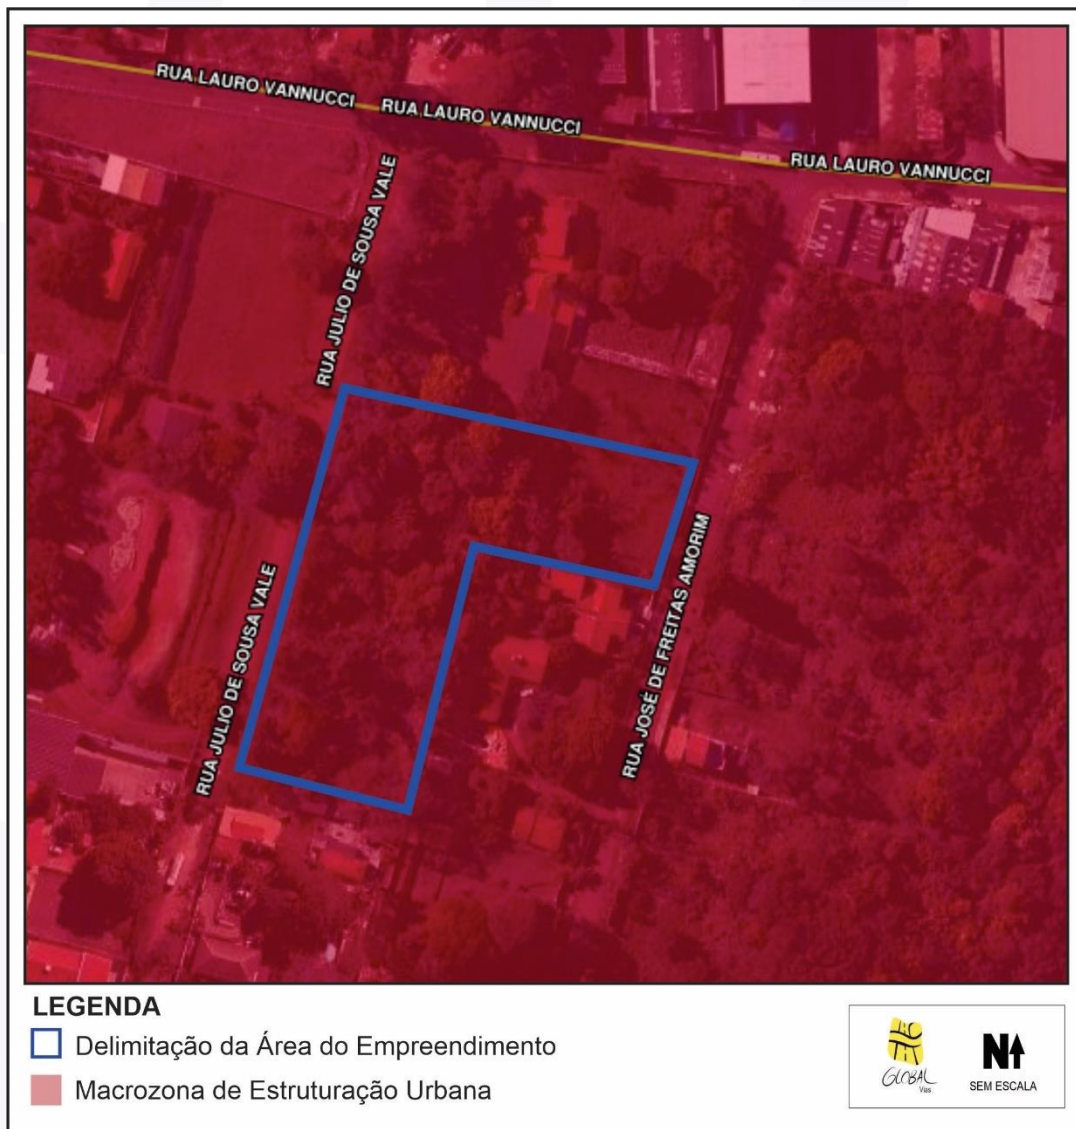 RUA LAURO VANNUCCI
RUA LAURO VANNUCCI
RUA LAURO VANNUCCI
RUA JULIO DE SOUSA VALE
RUA JULIO DE SOUSA VALE
RUA JOSÉ DE FREITAS AMORIM
LEGENDA
Delimitação da Área do Empreendimento
Macrozona de Estruturação Urbana
GLOBAL
Vias
N
SEM ESCALA